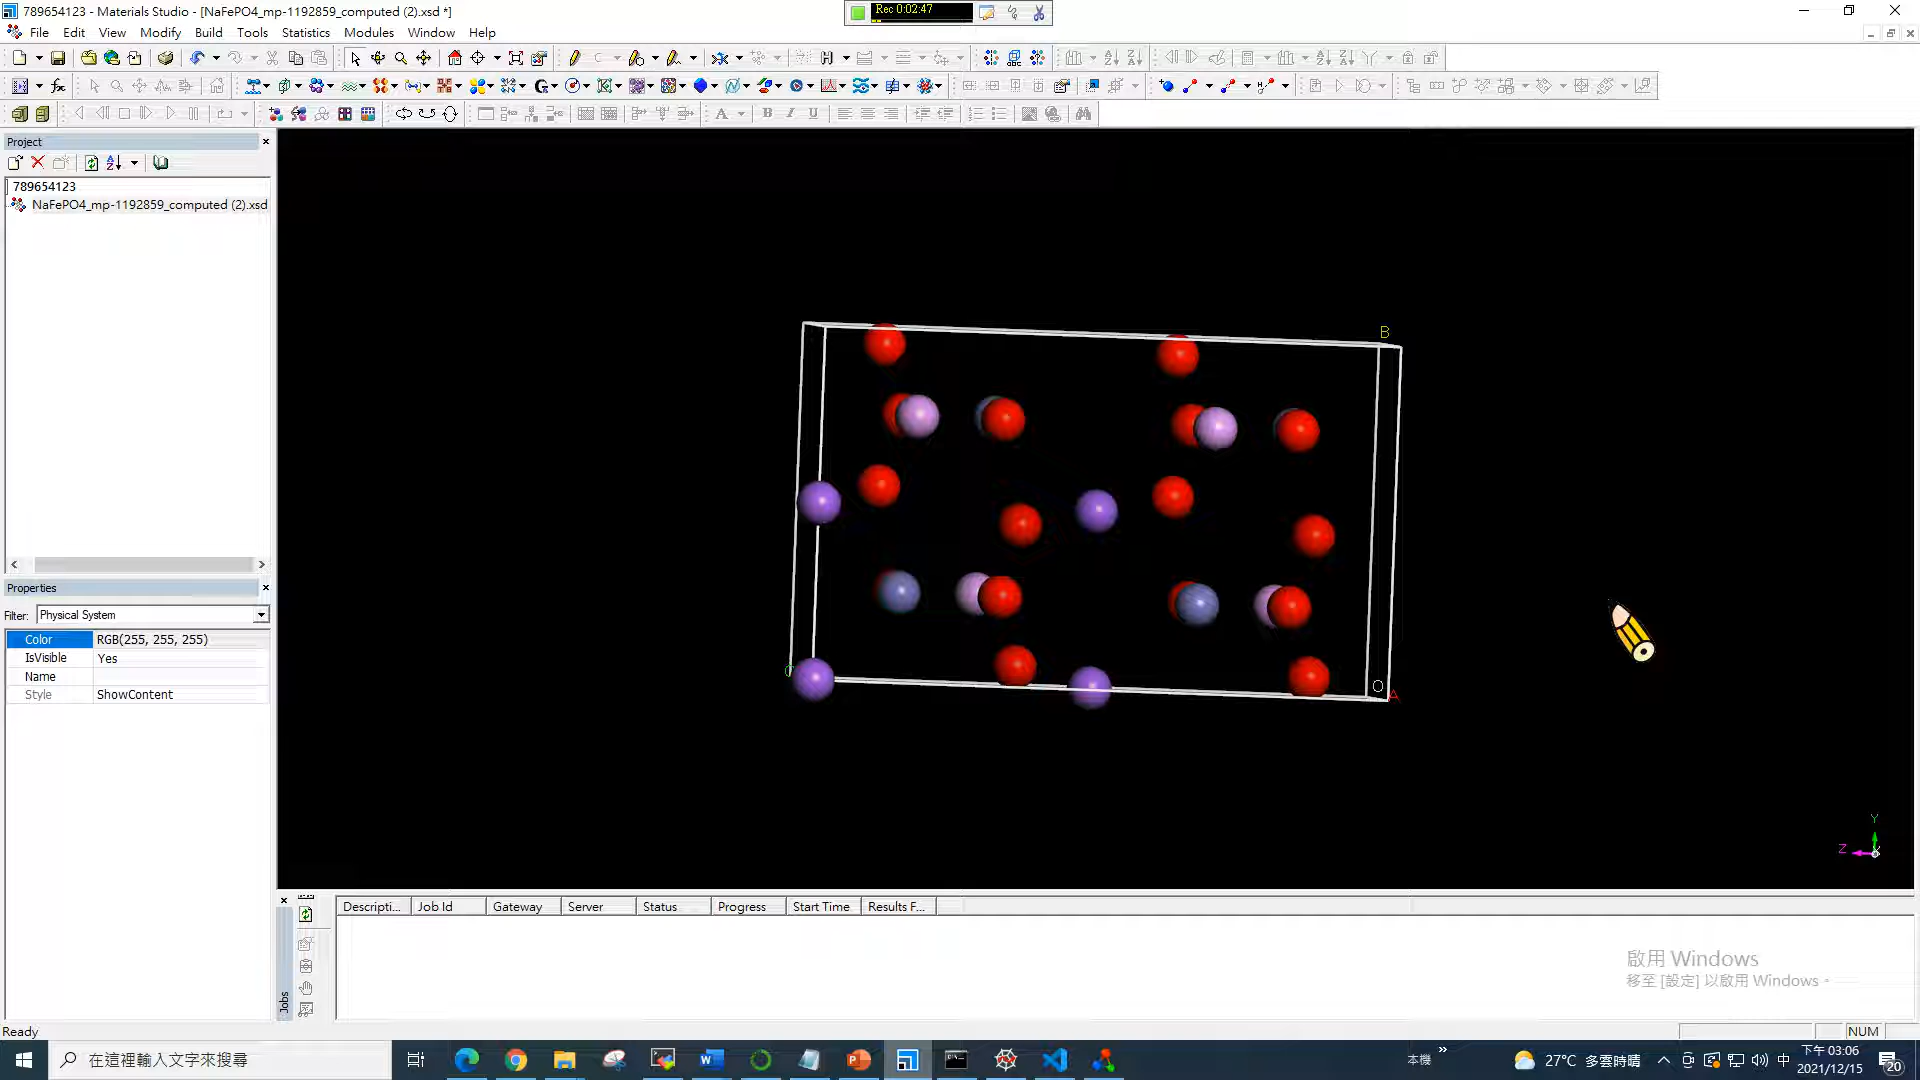 789654123 - Materials Studio - [NaFePO4_mp-1192859_computed (2).xsd *]
Rec 0:02:47
File Edit View Modify Build Tools Statistics Modules Window Help
Project
789654123
NaFePO4_mp-1192859_computed (2).xsd
Properties
Filter: Physical System
Color RGB(255, 255, 255)
IsVisible Yes
Name
Style ShowContent
B
C
O
A
Y
Z
X
Jobs
Descripti... Job Id Gateway Server Status Progress Start Time Results F...
啟用 Windows
移至 [設定] 以啟用 Windows。
Ready
NUM
在這裡輸入文字來搜尋
本機
27°C 多雲時晴
中
下午 03:06
2021/12/15
20